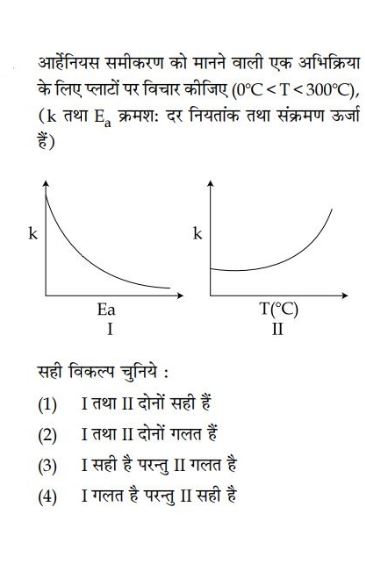 आर्हेनियस समीकरण को मानने वाली एक अभिक्रिया
के लिए प्लाटों पर विचार कीजिए (0°C < T < 300°C),
(k तथा Ea क्रमश: दर नियतांक तथा संक्रमण ऊर्जा
हैं)
k
k
Ea
T(°C)
I
II
सही विकल्प चुनिये :
(1) I तथा II दोनों सही हैं
(2) I तथा II दोनों गलत हैं
(3) I सही है परन्तु II गलत है
(4) I गलत है परन्तु II सही है